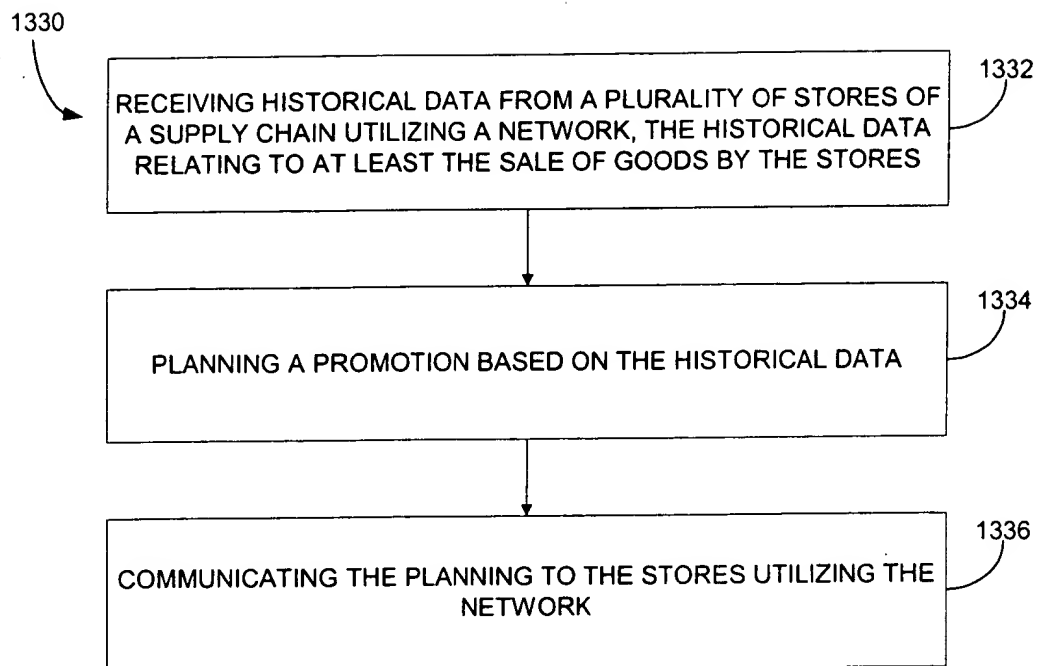 1330
1332
RECEIVING HISTORICAL DATA FROM A PLURALITY OF STORES OF
A SUPPLY CHAIN UTILIZING A NETWORK, THE HISTORICAL DATA
RELATING TO AT LEAST THE SALE OF GOODS BY THE STORES
1334
PLANNING A PROMOTION BASED ON THE HISTORICAL DATA
1336
COMMUNICATING THE PLANNING TO THE STORES UTILIZING THE
NETWORK